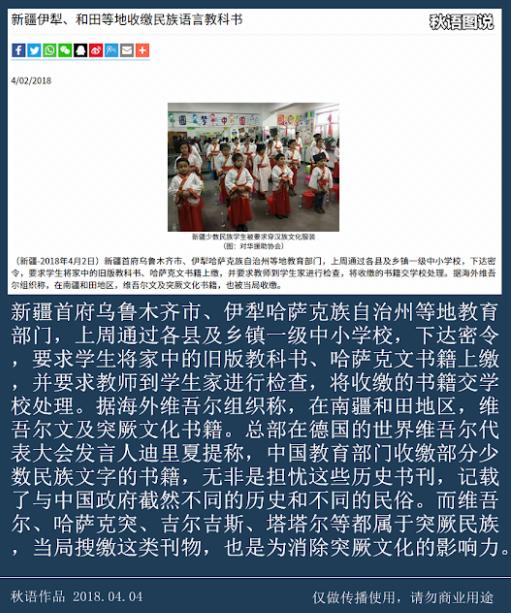 新疆伊犁、和田等地收缴民族语言教科书
秋语图说
4/02/2018
圆梦中国
新疆少数民族学生被要求穿汉族文化服装
(图：对华援助协会)
（新疆-2018年4月2日）新疆首府乌鲁木齐市、伊犁哈萨克族自治州等地教育部门，上周通过各县及乡镇一级中小学校，下达密
令，要求学生将家中的旧版教科书、哈萨克文书籍上缴，并要求教师到学生家进行检查，将收缴的书籍交学校处理。据海外维吾
尔组织称，在南疆和田地区，维吾尔文及突厥文化书籍，也被当局收缴。
新疆首府乌鲁木齐市、伊犁哈萨克族自治州等地教育
部门，上周通过各县及乡镇一级中小学校，下达密令
，要求学生将家中的旧版教科书、哈萨克文书籍上缴
，并要求教师到学生家进行检查，将收缴的书籍交学
校处理。据海外维吾尔组织称，在南疆和田地区，维
吾尔文及突厥文化书籍。总部在德国的世界维吾尔代
表大会发言人迪里夏提称，中国教育部门收缴部分少
数民族文字的书籍，无非是担忧这些历史书刊，记载
了与中国政府截然不同的历史和不同的民俗。而维吾
尔、哈萨克突、吉尔吉斯、塔塔尔等都属于突厥民族
，当局搜缴这类刊物，也是为消除突厥文化的影响力。
秋语作品 2018.04.04
仅做传播使用，请勿商业用途